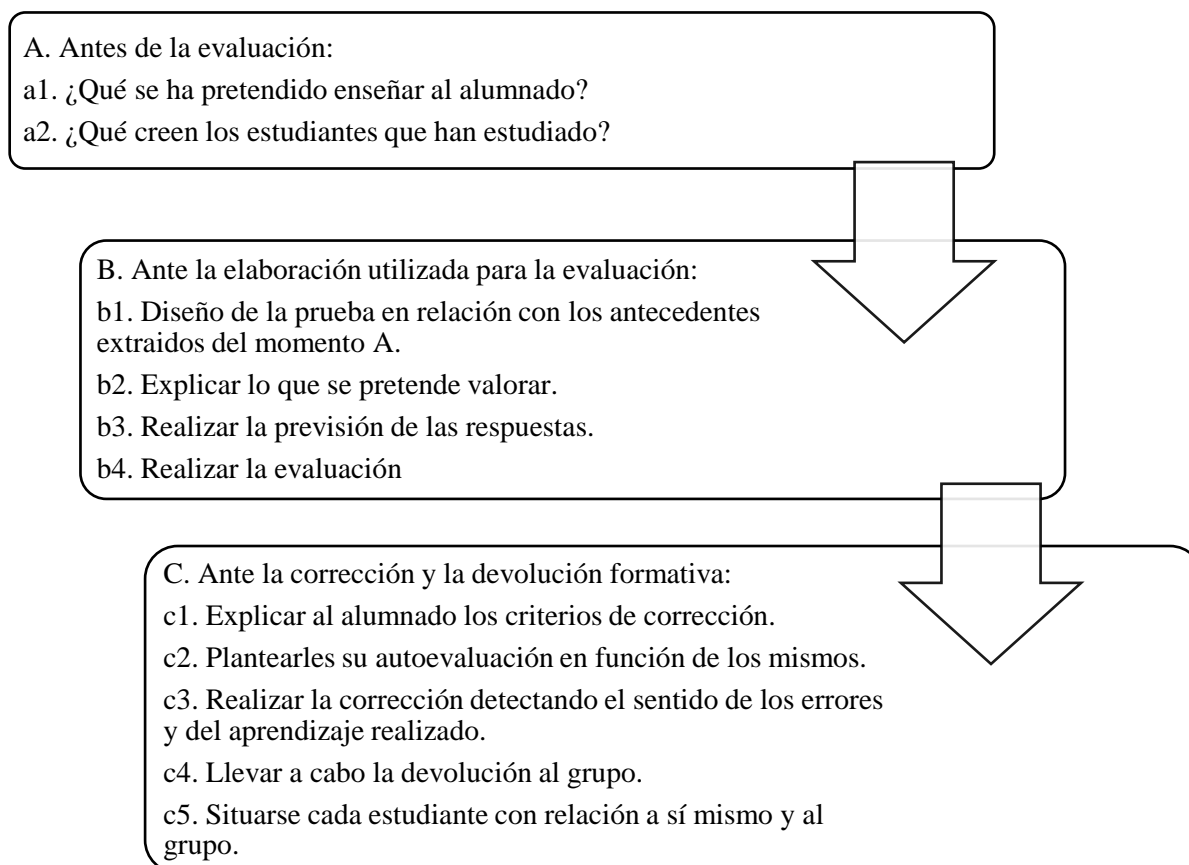 A. Antes de la evaluación:
a1. ¿Qué se ha pretendido enseñar al alumnado?
a2. ¿Qué creen los estudiantes que han estudiado?
B. Ante la elaboración utilizada para la evaluación:
b1. Diseño de la prueba en relación con los antecedentes
extraidos del momento A.
b2. Explicar lo que se pretende valorar.
b3. Realizar la previsión de las respuestas.
b4. Realizar la evaluación
C. Ante la corrección y la devolución formativa:
c1. Explicar al alumnado los criterios de corrección.
c2. Plantearles su autoevaluación en función de los mismos.
c3. Realizar la corrección detectando el sentido de los errores
y del aprendizaje realizado.
c4. Llevar a cabo la devolución al grupo.
c5. Situarse cada estudiante con relación a sí mismo y al
grupo.